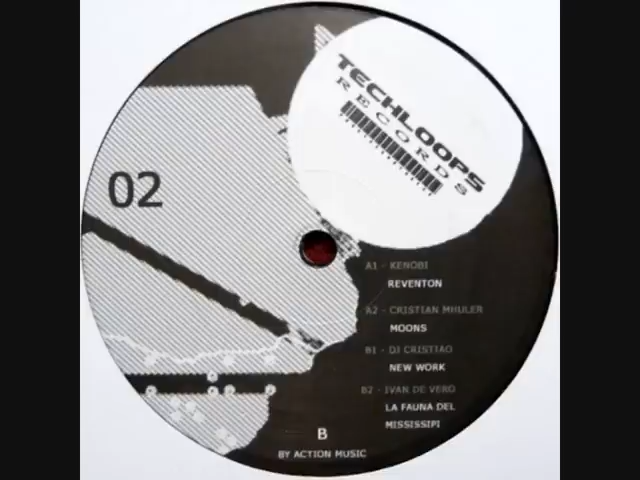 TECHLOOPS
RECORDS
02
A1 - KENOBI
REVENTON
A2 - CRISTIAN MHULER
MOONS
B1 - DJ CRISTIAO
NEW WORK
B2 - IVAN DE VERO
LA FAUNA DEL
MISSISIPI
B
BY ACTION MUSIC